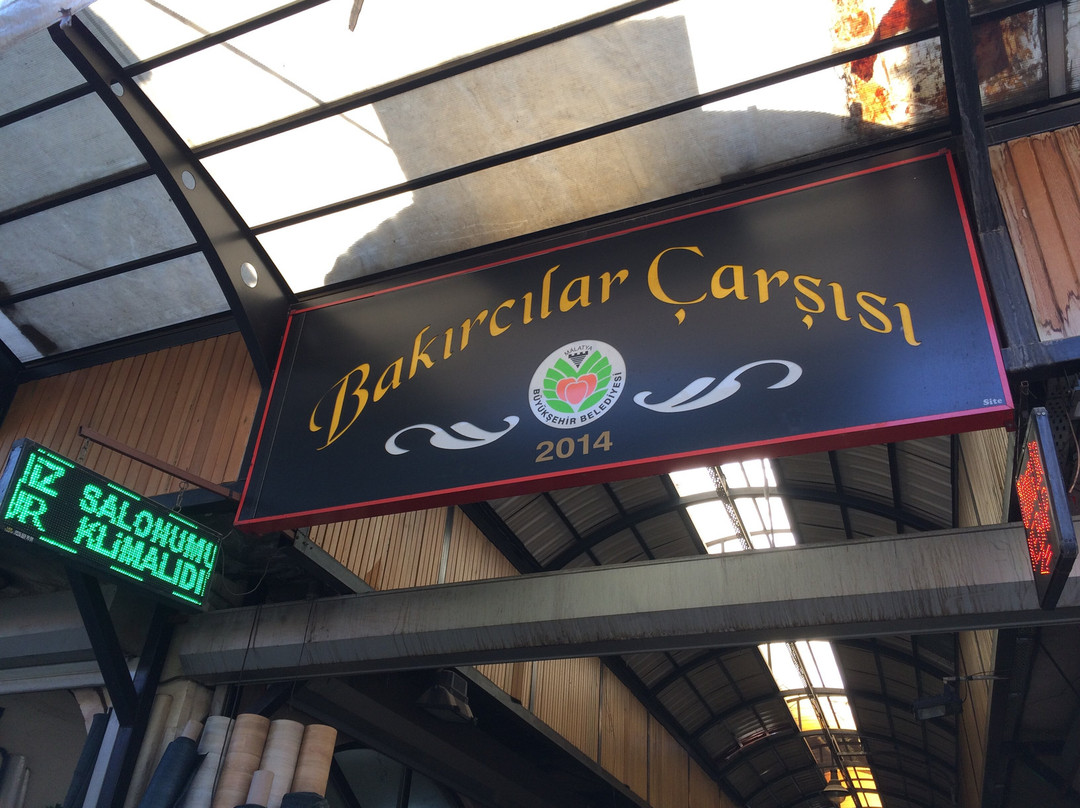 Bakırcılar Çarşısı
MALATYA
BÜYÜKŞEHİR BELEDİYESİ
2014
Site
İZ SALONUMU
R KLİMALIDI